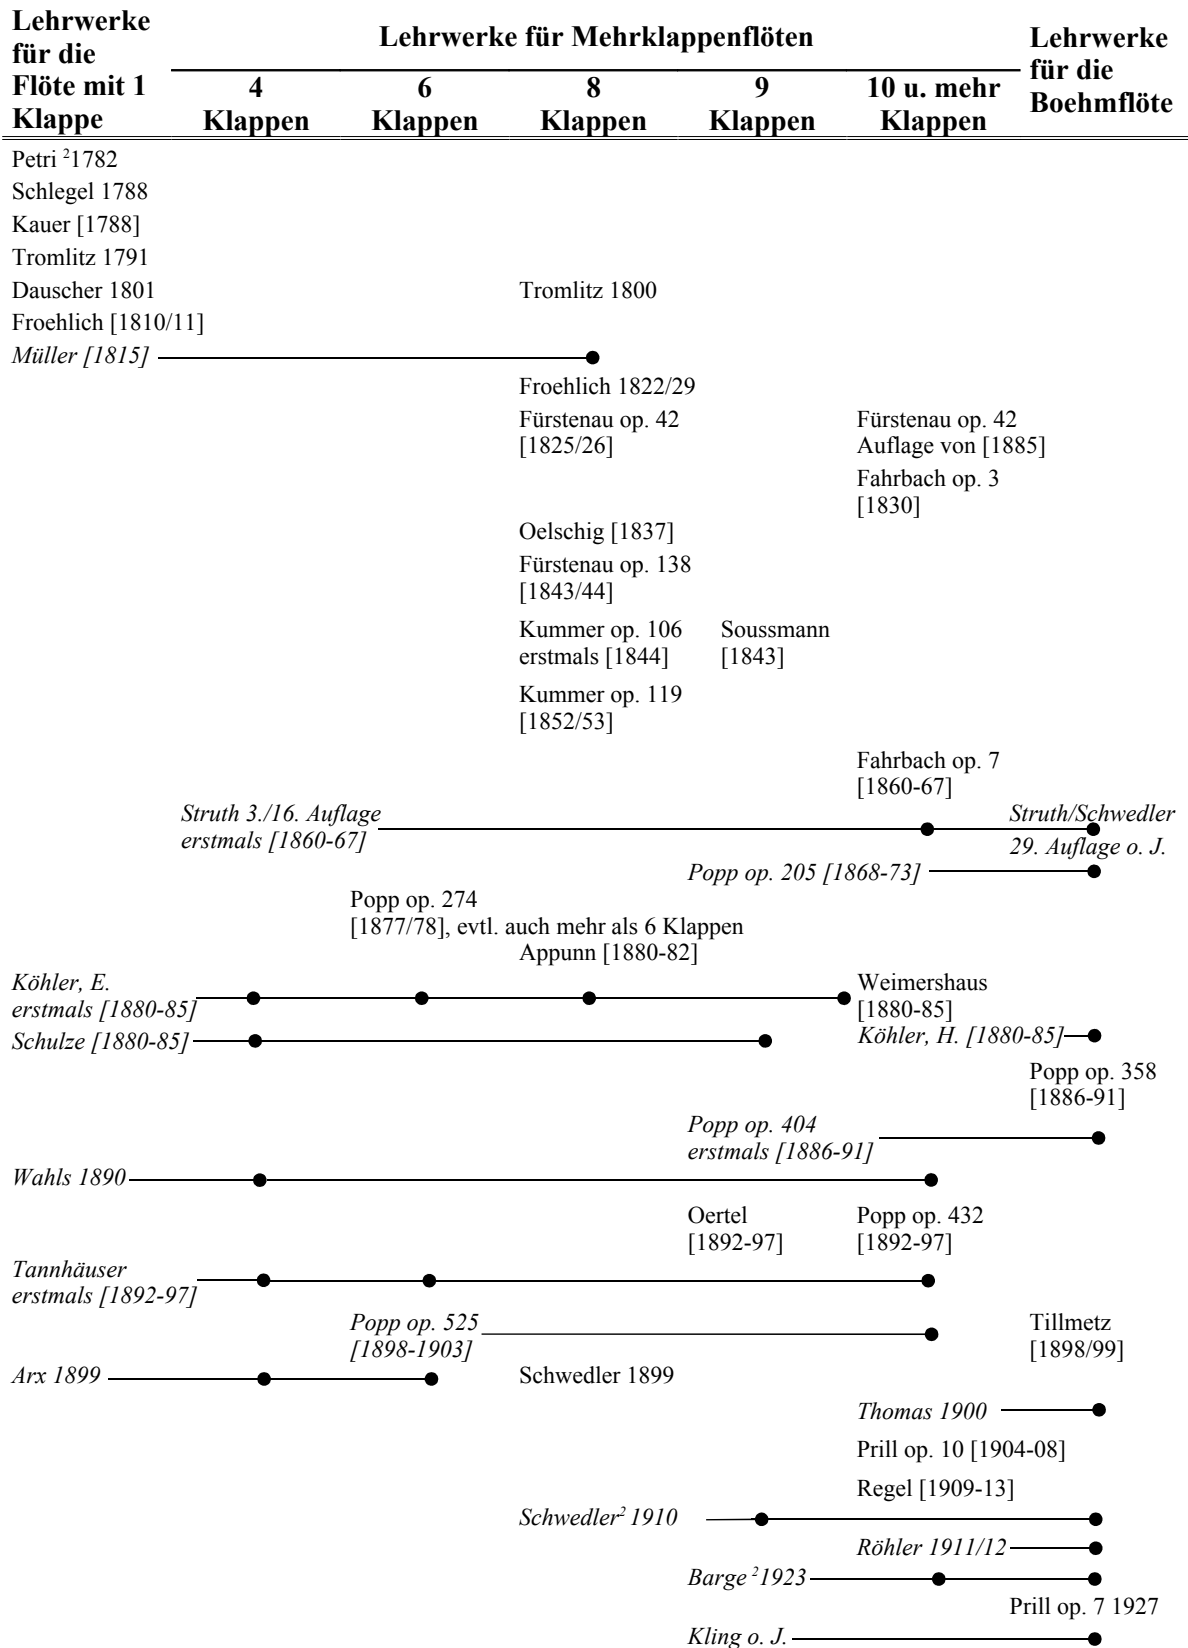 Lehrwerke
für die
Flöte mit 1
Klappe
Lehrwerke für Mehrklappenflöten
4
Klappen
6
Klappen
8
Klappen
9
Klappen
10 u. mehr
Klappen
Lehrwerke
für die
Boehmflöte
Petri ²1782
Schlegel 1788
Kauer [1788]
Tromlitz 1791
Dauscher 1801
Tromlitz 1800
Froehlich [1810/11]
Müller [1815]
Froehlich 1822/29
Fürstenau op. 42
[1825/26]
Fürstenau op. 42
Auflage von [1885]
Fahrbach op. 3
[1830]
Oelschig [1837]
Fürstenau op. 138
[1843/44]
Kummer op. 106
erstmals [1844]
Soussmann
[1843]
Kummer op. 119
[1852/53]
Fahrbach op. 7
[1860-67]
Struth 3./16. Auflage
erstmals [1860-67]
Struth/Schwedler
29. Auflage o. J.
Popp op. 205 [1868-73]
Popp op. 274
[1877/78], evtl. auch mehr als 6 Klappen
Appunn [1880-82]
Köhler, E.
erstmals [1880-85]
Weimershaus
[1880-85]
Schulze [1880-85]
Köhler, H. [1880-85]
Popp op. 358
[1886-91]
Popp op. 404
erstmals [1886-91]
Wahls 1890
Oertel
[1892-97]
Popp op. 432
[1892-97]
Tannhäuser
erstmals [1892-97]
Popp op. 525
[1898-1903]
Tillmetz
[1898/99]
Arx 1899
Schwedler 1899
Thomas 1900
Prill op. 10 [1904-08]
Regel [1909-13]
Schwedler² 1910
Röhler 1911/12
Barge ²1923
Prill op. 7 1927
Kling o. J.